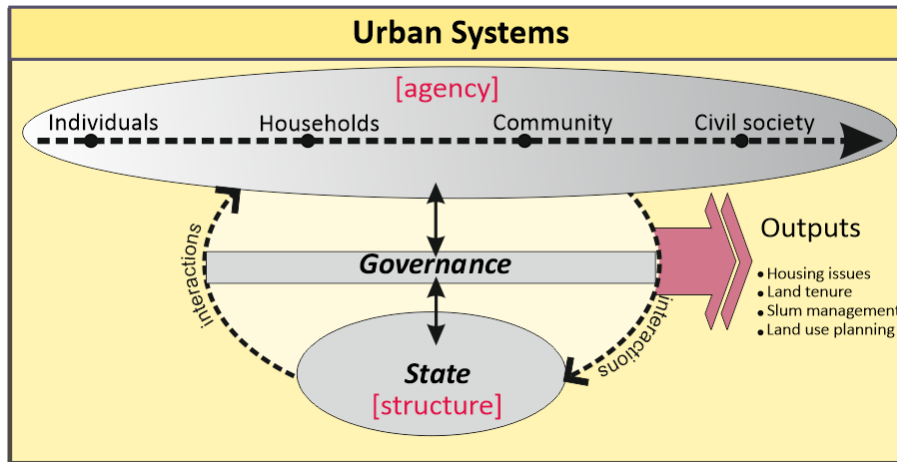 Urban Systems
[agency]
Individuals
Households
Community
Civil society
interactions
Governance
interactions
Outputs
• Housing issues
• Land tenure
• Slum management
• Land use planning
State
[structure]